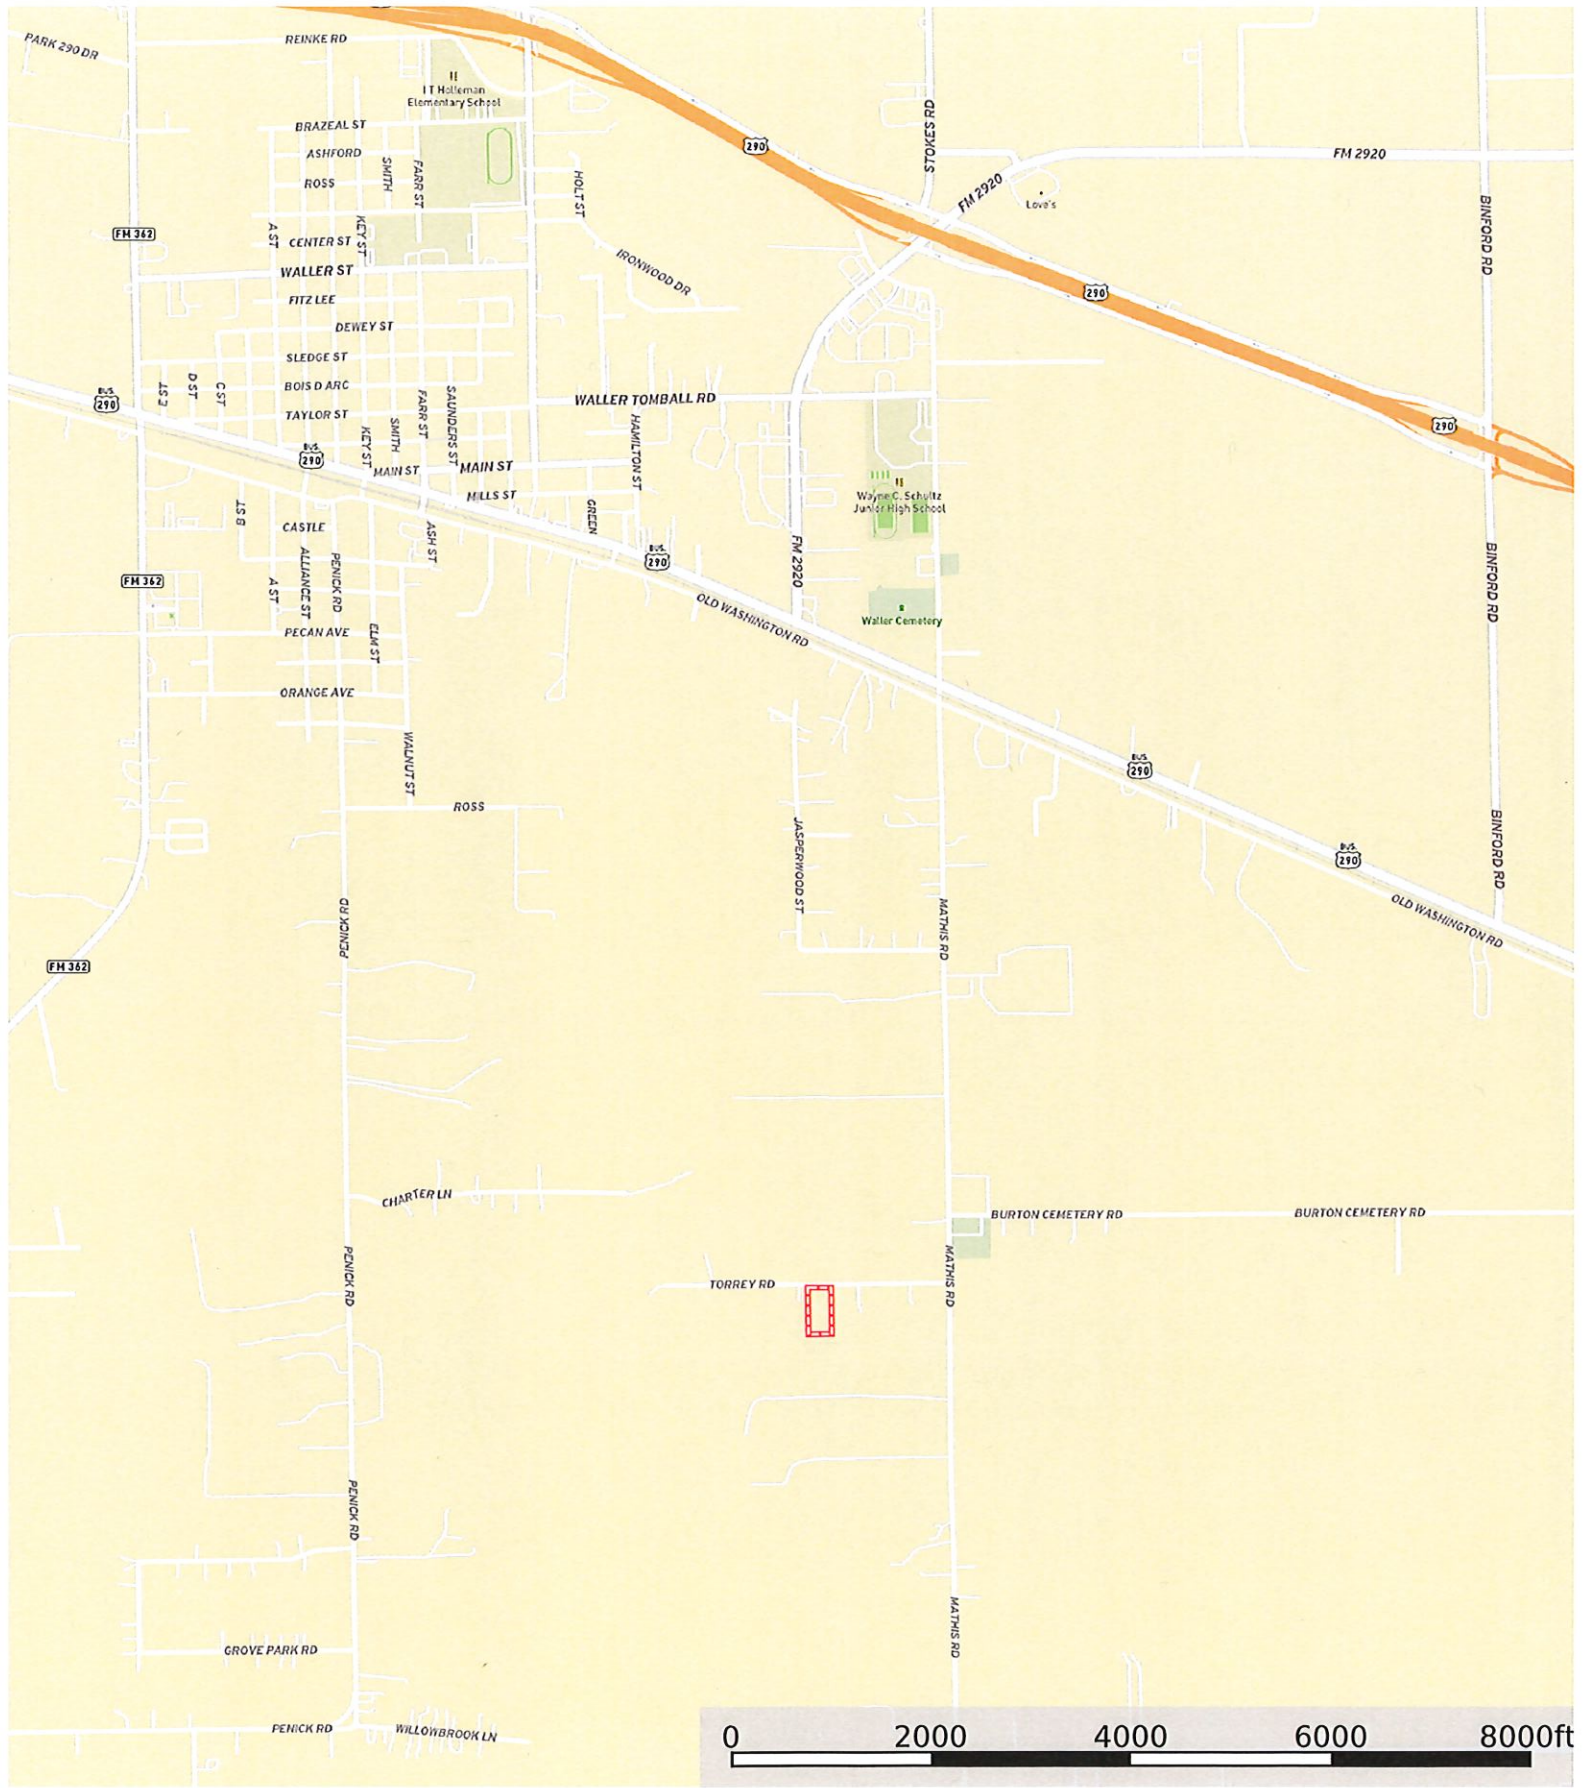 PARK 290 DR
REINKE RD
I T Holleman
Elementary School
BRAZEAL ST
ASHFORD
ROSS
SMITH
FARR ST
HOLT ST
STOKES RD
290
FM 2920
FM 2920
Love's
BINFORD RD
FM 362
A ST
KEY ST
CENTER ST
WALLER ST
IRONWOOD DR
FITZ LEE
290
DEWEY ST
SLEDGE ST
E ST
D ST
C ST
BOIS D ARC
BUS.
290
TAYLOR ST
FARR ST
SAUNDERS ST
WALLER TOMBALL RD
290
KEY ST
SMITH
HAMILTON ST
BUS.
290
MAIN ST
MAIN ST
MILLS ST
Wayne C. Schultz
Junior High School
B ST
CASTLE
ASH ST
GREEN
BUS.
290
FM 2920
FM 362
A ST
ALLIANCE ST
PENICK RD
BINFORD RD
OLD WASHINGTON RD
Waller Cemetery
PECAN AVE
ELM ST
ORANGE AVE
WALNUT ST
BUS.
290
ROSS
JASPERWOOD ST
BINFORD RD
BUS.
290
PENICK RD
MATHIS RD
OLD WASHINGTON RD
FM 362
CHARTER LN
BURTON CEMETERY RD
BURTON CEMETERY RD
PENICK RD
TORREY RD
MATHIS RD
PENICK RD
MATHIS RD
GROVE PARK RD
PENICK RD
WILLOWBROOK LN
0 2000 4000 6000 8000ft